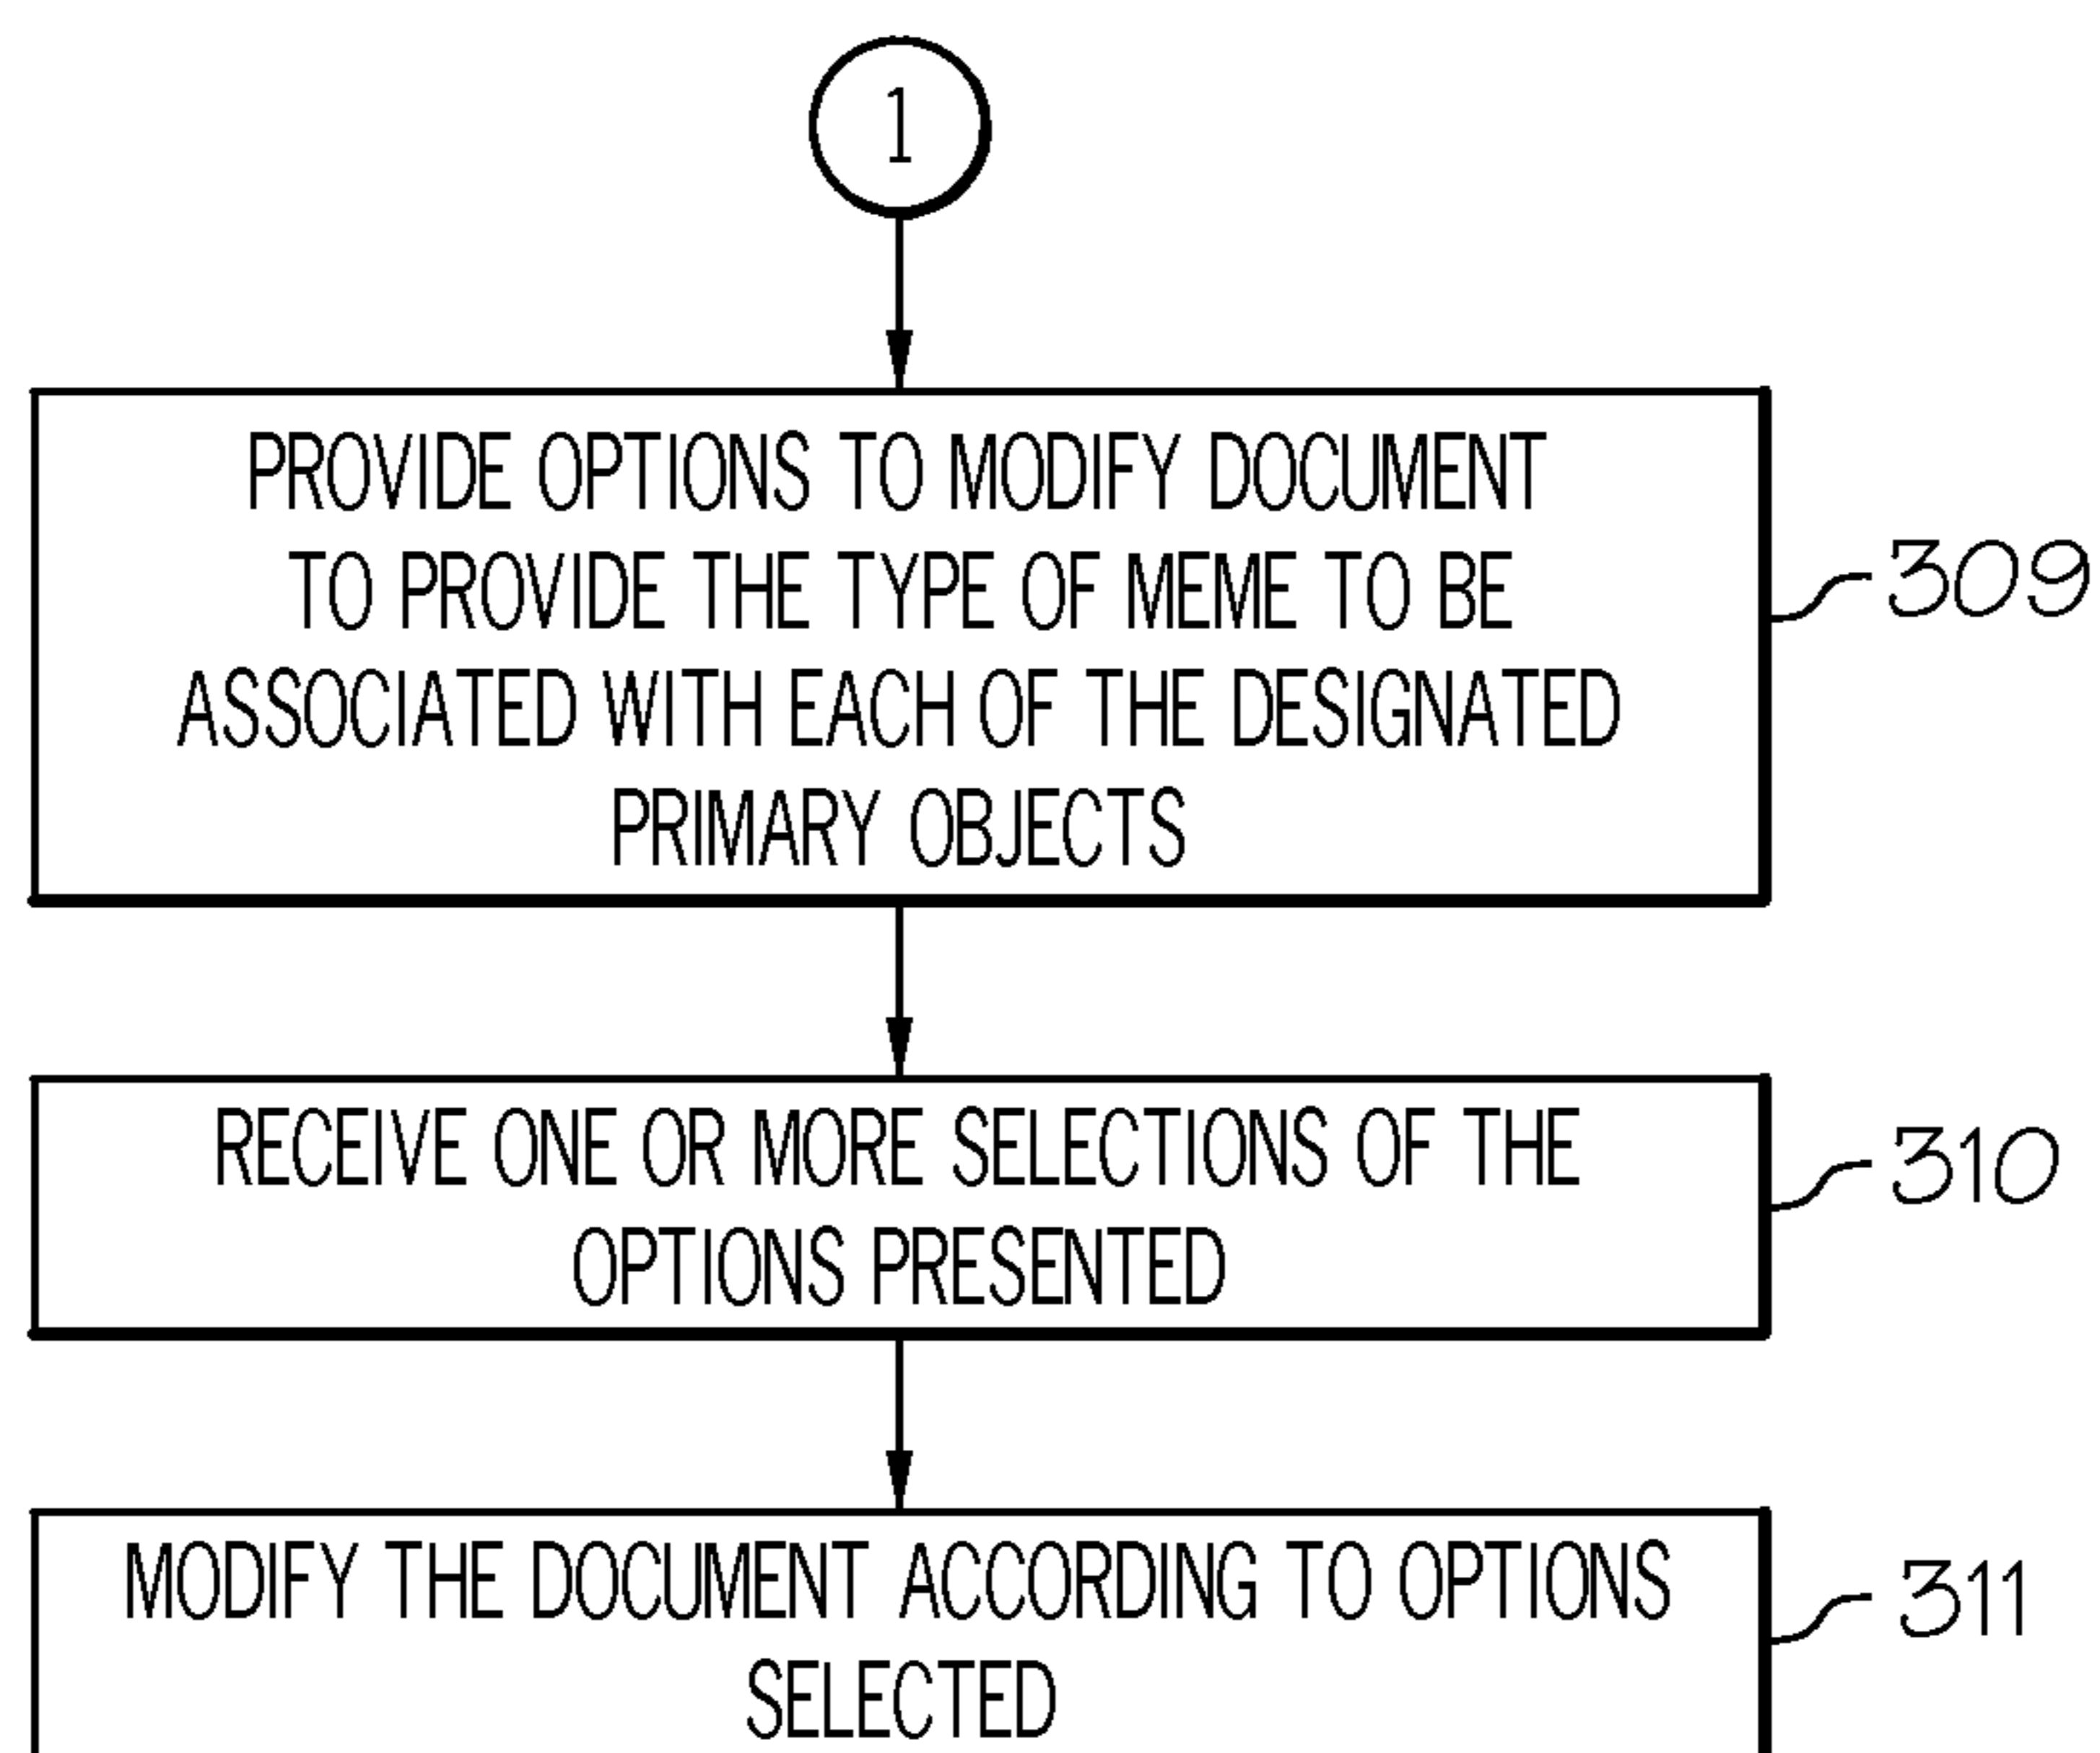 1
PROVIDE OPTIONS TO MODIFY DOCUMENT
TO PROVIDE THE TYPE OF MEME TO BE
ASSOCIATED WITH EACH OF THE DESIGNATED
PRIMARY OBJECTS
309
RECEIVE ONE OR MORE SELECTIONS OF THE
OPTIONS PRESENTED
310
MODIFY THE DOCUMENT ACCORDING TO OPTIONS
SELECTED
311